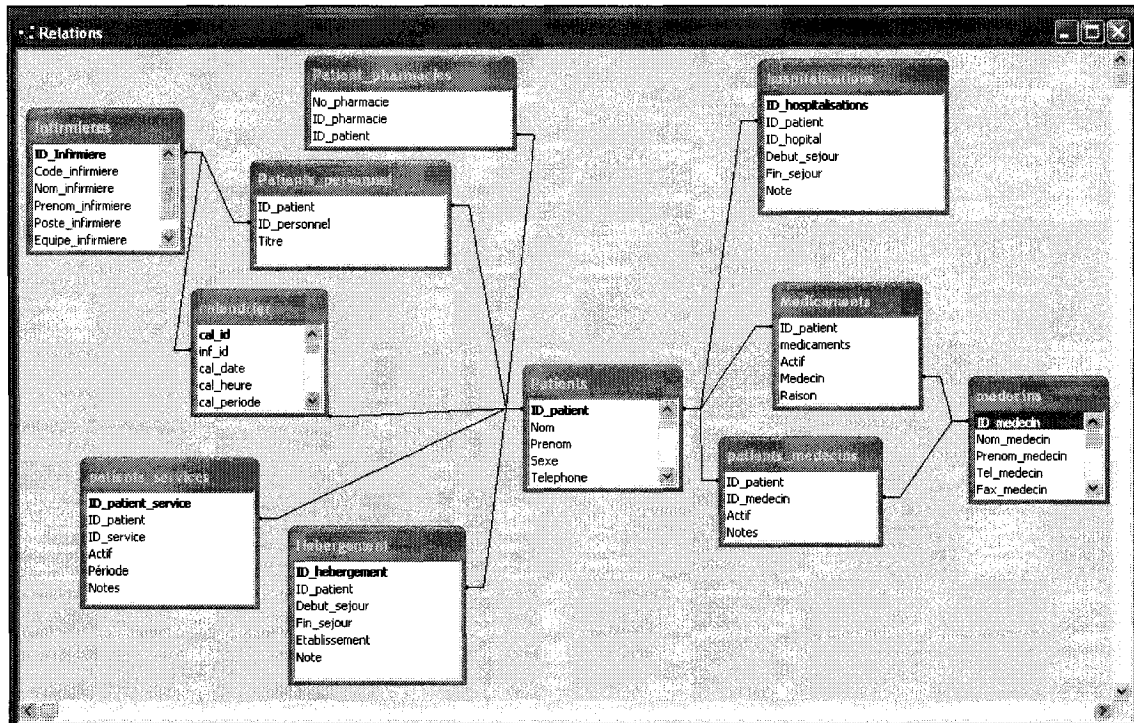 Relations
Patient_pharmacies
No_pharmacie
ID_pharmacie
ID_patient
hospitalisations
ID_hospitalisations
ID_patient
ID_hopital
Debut_sejour
Fin_sejour
Note
Infirmieres
ID_Infirmiere
Code_infirmiere
Nom_infirmiere
Prenom_infirmiere
Poste_infirmiere
Equipe_infirmiere
Patients_personnel
ID_patient
ID_personnel
Titre
calendrier
cal_id
inf_id
cal_date
cal_heure
cal_periode
Medicaments
ID_patient
medicaments
Actif
Medecin
Raison
patients
ID_patient
Nom
Prenom
Sexe
Telephone
medecins
ID_medecin
Nom_medecin
Prenom_medecin
Tel_medecin
Fax_medecin
patients_medecins
ID_patient
ID_medecin
Actif
Notes
patients_services
ID_patient_service
ID_patient
ID_service
Actif
Période
Notes
Hebergement
ID_hebergement
ID_patient
Debut_sejour
Fin_sejour
Etablissement
Note